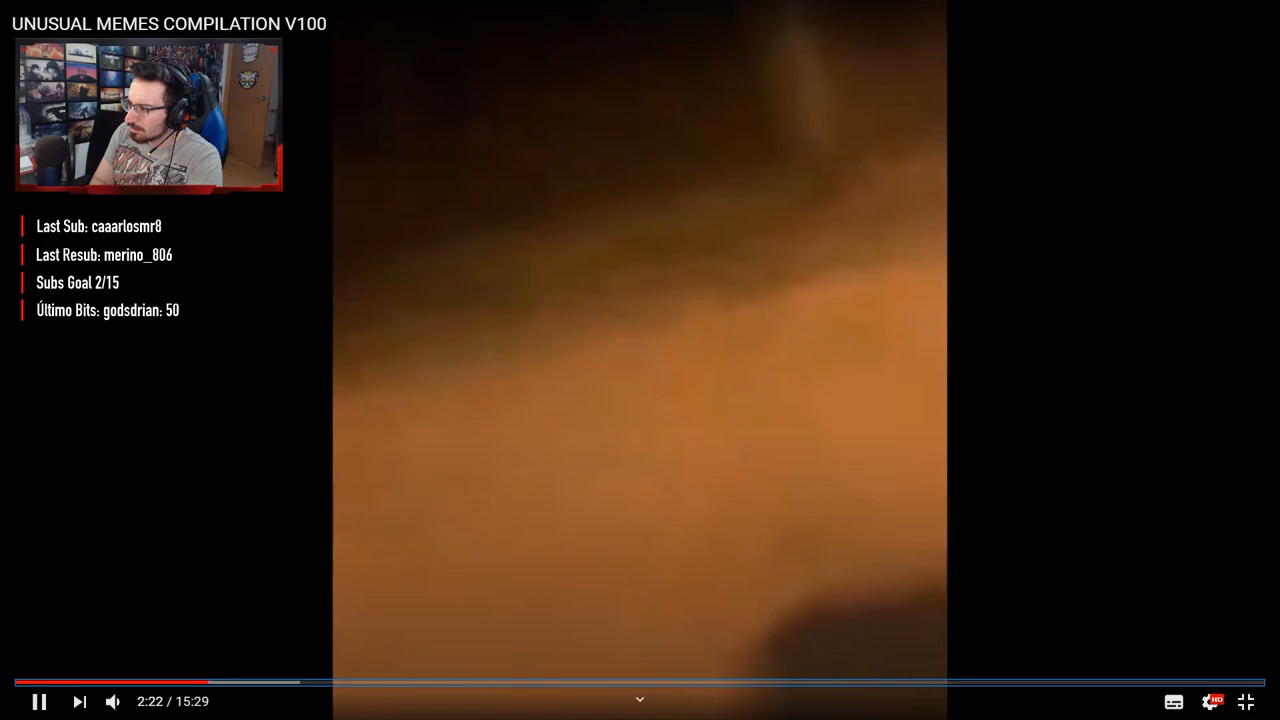 UNUSUAL MEMES COMPILATION V100
Last Sub: caaarlosmr8
Last Resub: merino_806
Subs Goal 2/15
Último Bits: godsdrian: 50
2:22 / 15:29
HD